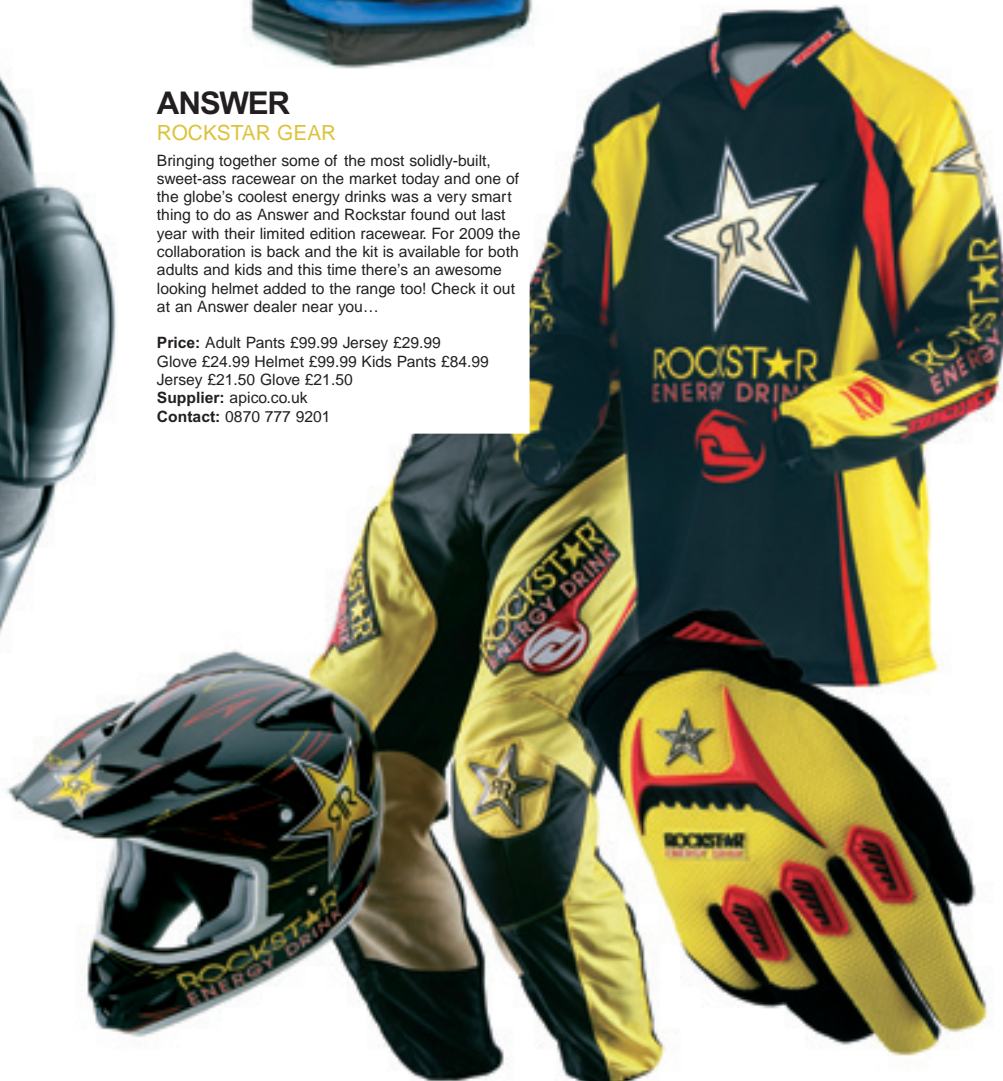 ANSWER
ROCKSTAR GEAR
Bringing together some of the most solidly-built,
sweet-ass racewear on the market today and one of
the globe's coolest energy drinks was a very smart
thing to do as Answer and Rockstar found out last
year with their limited edition racewear. For 2009 the
collaboration is back and the kit is available for both
adults and kids and this time there's an awesome
looking helmet added to the range too! Check it out
at an Answer dealer near you…
Price: Adult Pants £99.99 Jersey £29.99
Glove £24.99 Helmet £99.99 Kids Pants £84.99
Jersey £21.50 Glove £21.50
Supplier: apico.co.uk
Contact: 0870 777 9201
ROCKSTAR
ENERGY DRINK
ROCKSTAR
ENERGY
ROCKSTAR
ENERGY DRINK
ROCKSTAR
ENERGY DRINK
ROCKSTAR
ENERGY DRINK